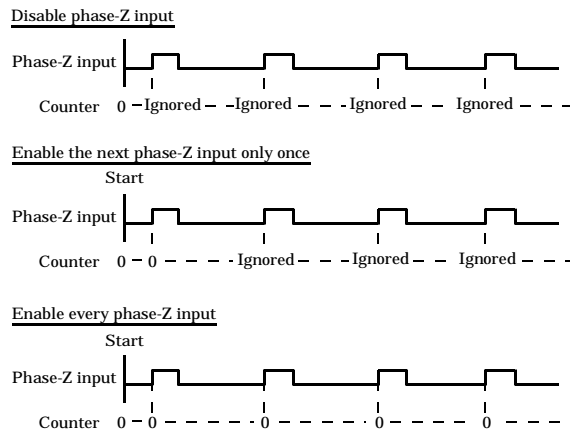 Disable phase-Z input
Start
Phase-Z input
Counter 0 Ignored Ignored Ignored Ignored
Enable the next phase-Z input only once
Start
Phase-Z input
Counter 0 0 Ignored Ignored Ignored
Enable every phase-Z input
Start
Phase-Z input
Counter 0 0 0 0 0